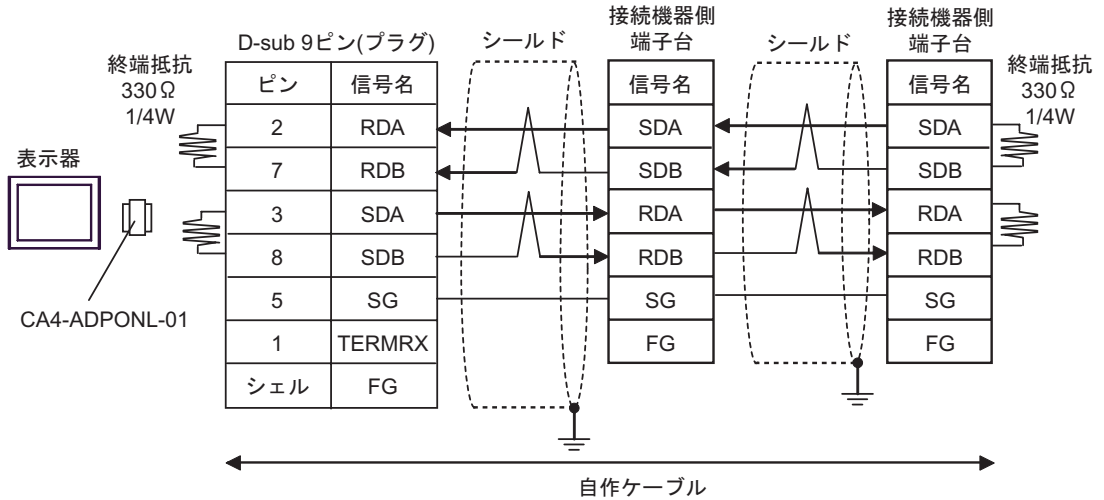 接続機器側
端子台
接続機器側
端子台
D-sub 9ピン(プラグ)
シールド
シールド
終端抵抗
330Ω
1/4W
終端抵抗
330Ω
1/4W
ピン 信号名 信号名 信号名
2 RDA SDA SDA
7 RDB SDB SDB
3 SDA RDA RDA
8 SDB RDB RDB
5 SG SG SG
1 TERMRX FG FG
シェル FG
表示器
CA4-ADPONL-01
自作ケーブル